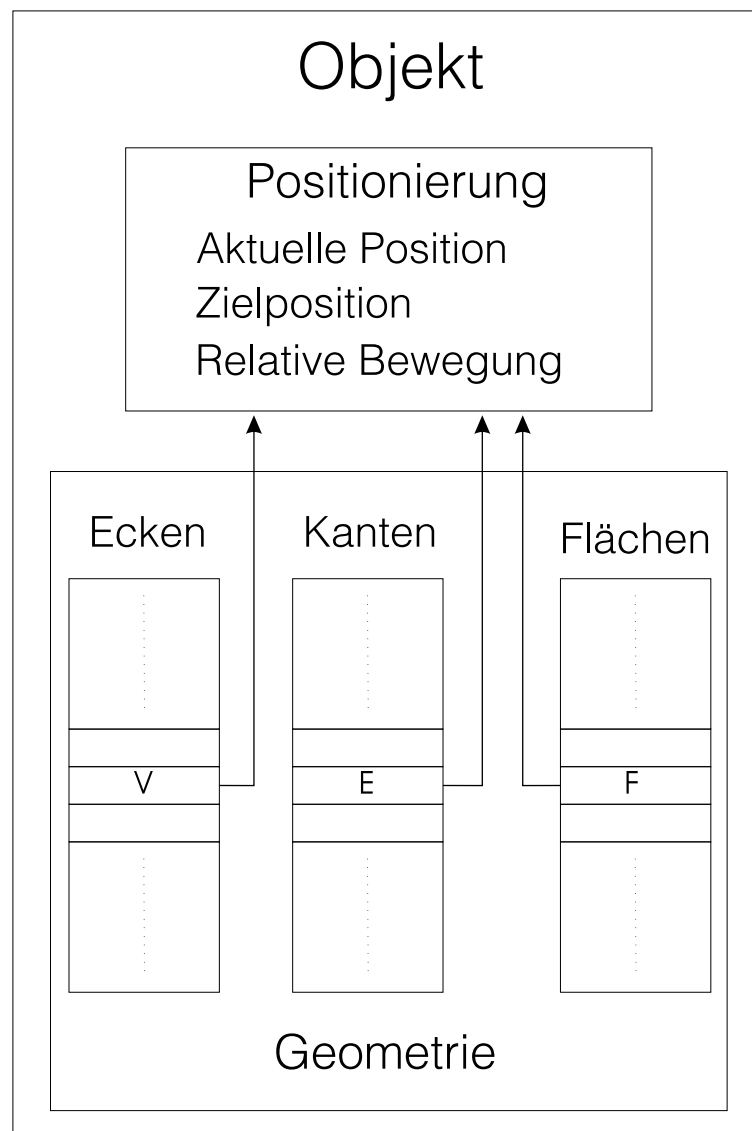 Objekt
Positionierung
Aktuelle Position
Zielposition
Relative Bewegung
Ecken
Kanten
Flächen
V
E
F
Geometrie